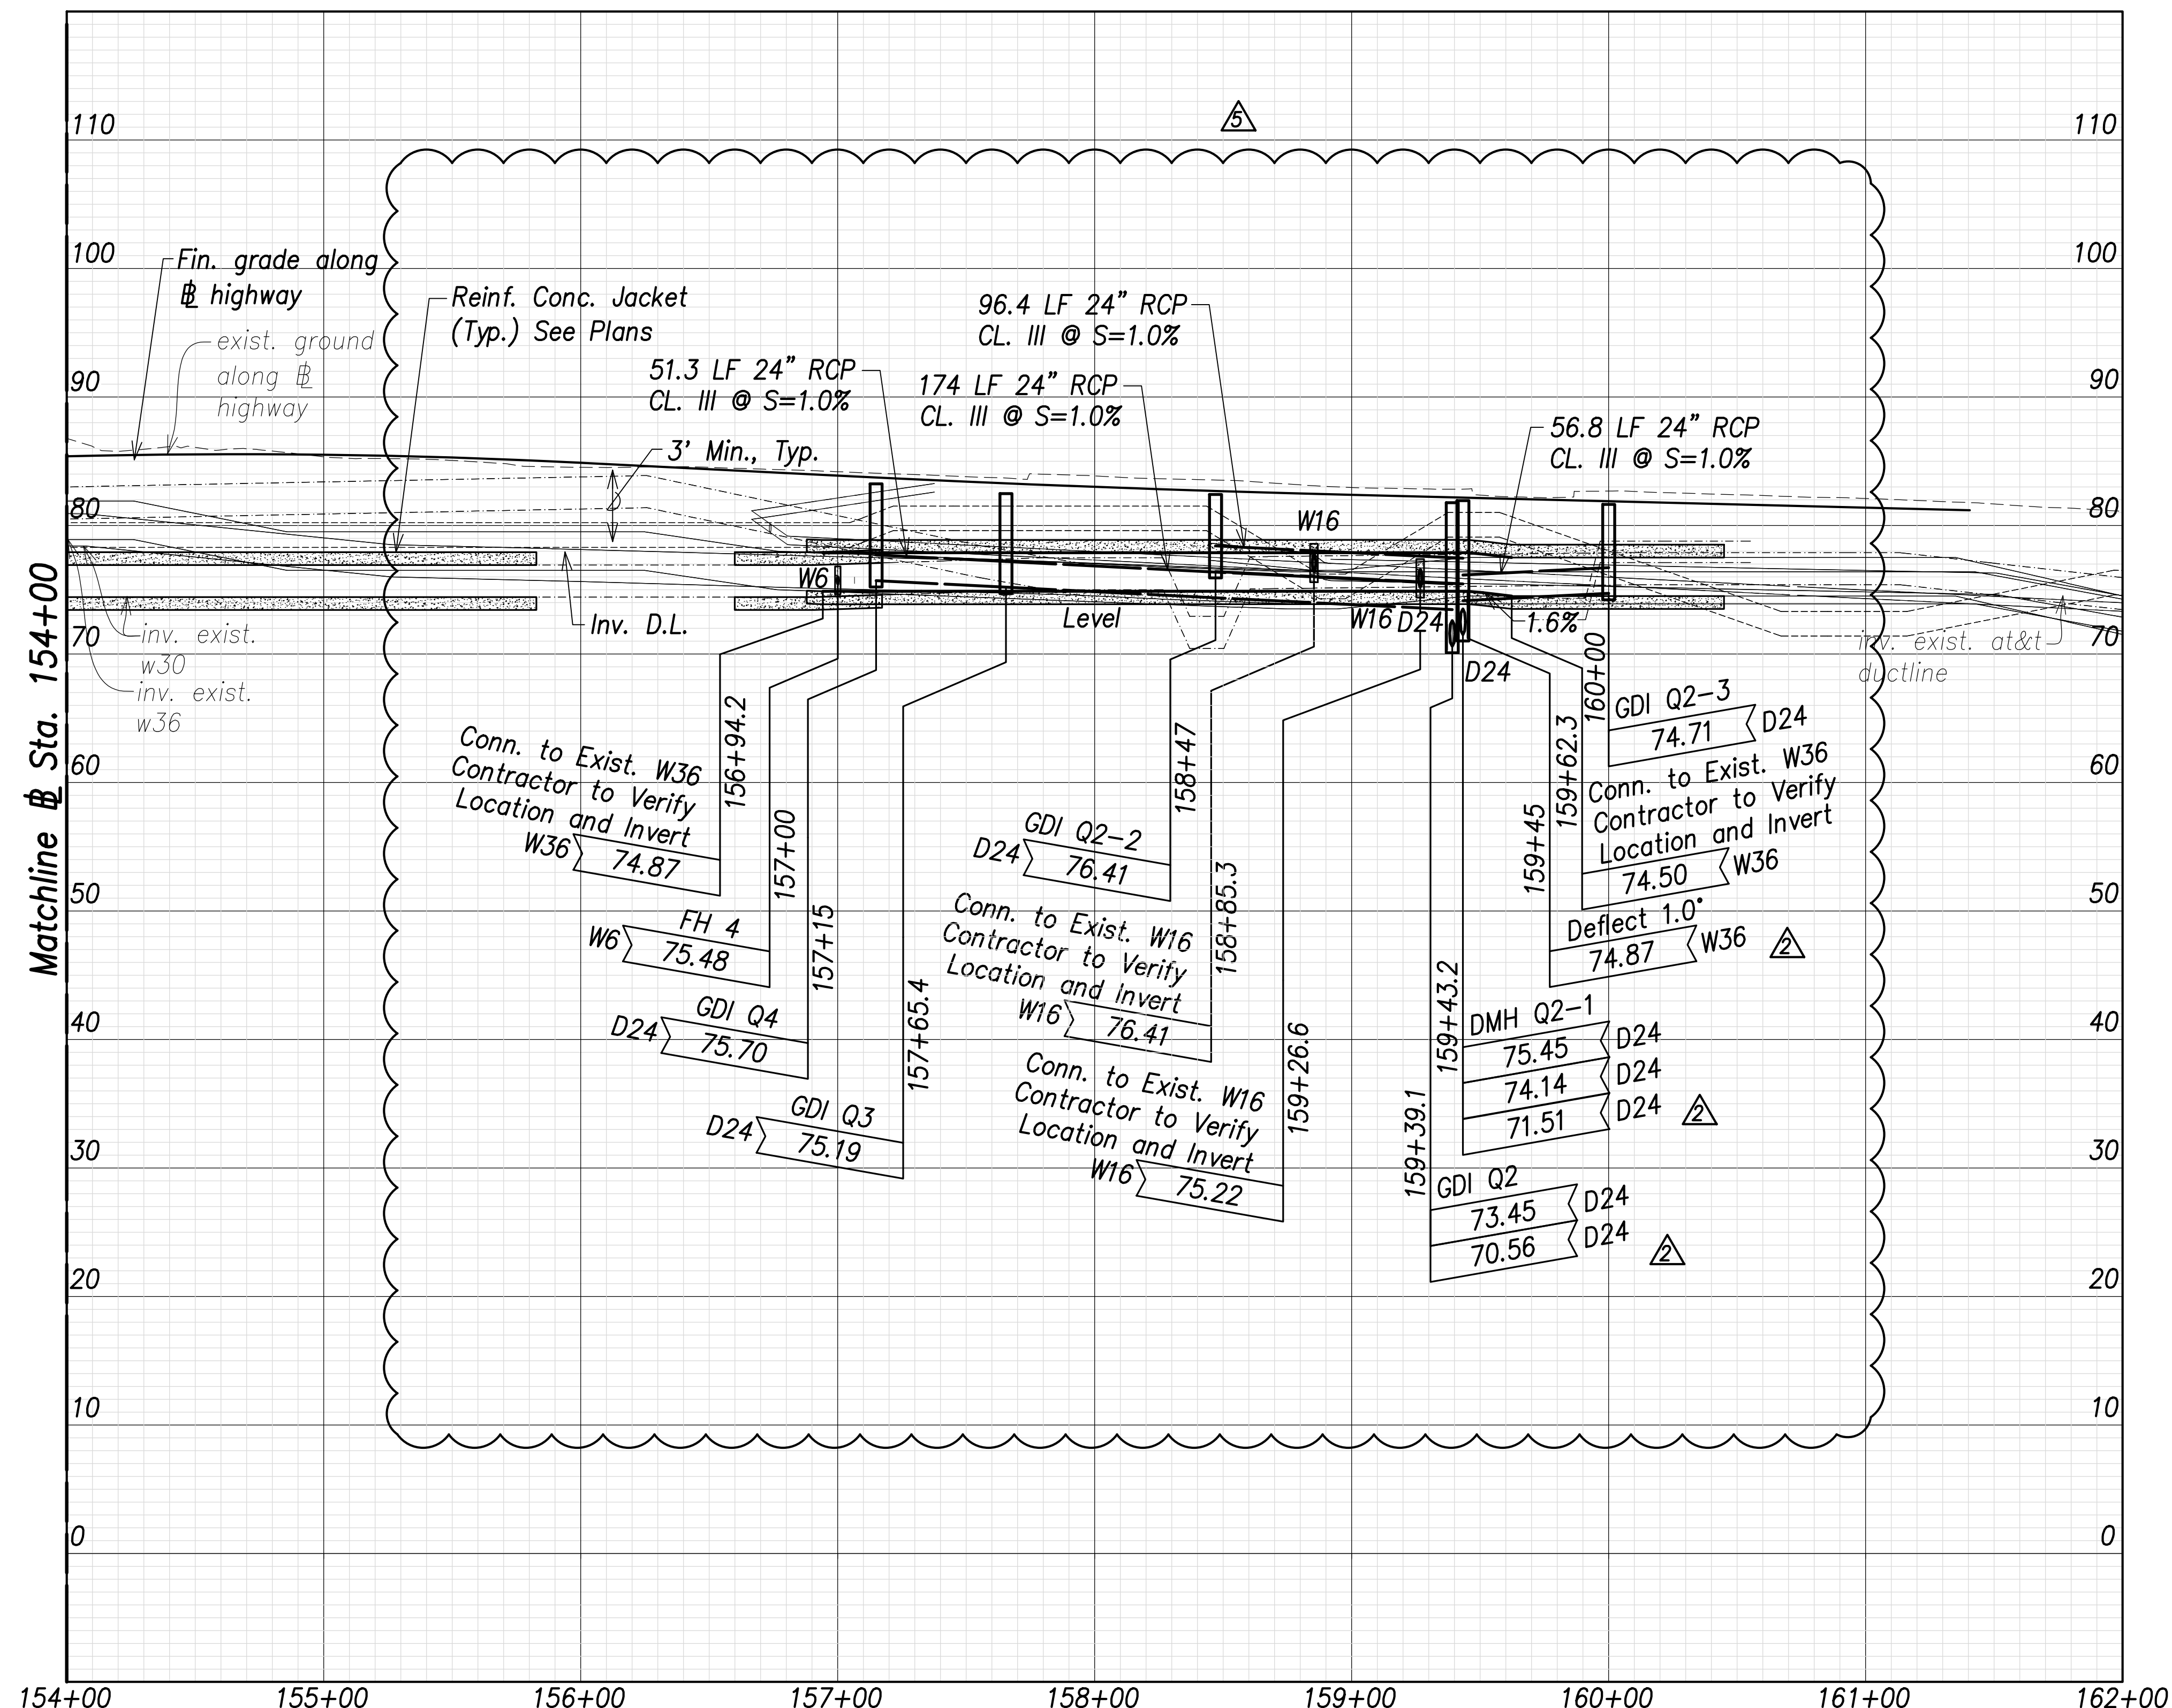 5
110
110
100
100
90
90
80
80
70
70
60
60
50
50
40
40
30
30
20
20
10
10
0
0
Matchline BL Sta. 154+00
Fin. grade along
BL highway
exist. ground
along BL
highway
Reinf. Conc. Jacket
(Typ.) See Plans
51.3 LF 24" RCP
CL. III @ S=1.0%
3' Min., Typ.
96.4 LF 24" RCP
CL. III @ S=1.0%
174 LF 24" RCP
CL. III @ S=1.0%
56.8 LF 24" RCP
CL. III @ S=1.0%
W16
W6
Level
W16
D24
1.6%
D24
Inv. D.L.
inv. exist.
w30
inv. exist.
w36
inv. exist. at&t
ductline
156+94.2
Conn. to Exist. W36
Contractor to Verify
Location and Invert
W36
74.87
157+00
FH 4
W6
75.48
157+15
GDI Q4
D24
75.70
157+65.4
GDI Q3
D24
75.19
158+47
GDI Q2-2
D24
76.41
158+85.3
Conn. to Exist. W16
Contractor to Verify
Location and Invert
W16
76.41
159+26.6
Conn. to Exist. W16
Contractor to Verify
Location and Invert
W16
75.22
159+39.1
GDI Q2
73.45
D24
70.56
D24
2
159+43.2
DMH Q2-1
75.45
D24
74.14
D24
71.51
D24
2
159+45
Deflect 1.0°
74.87
W36
2
159+62.3
Conn. to Exist. W36
Contractor to Verify
Location and Invert
74.50
W36
160+00
GDI Q2-3
74.71
D24
154+00
155+00
156+00
157+00
158+00
159+00
160+00
161+00
162+00